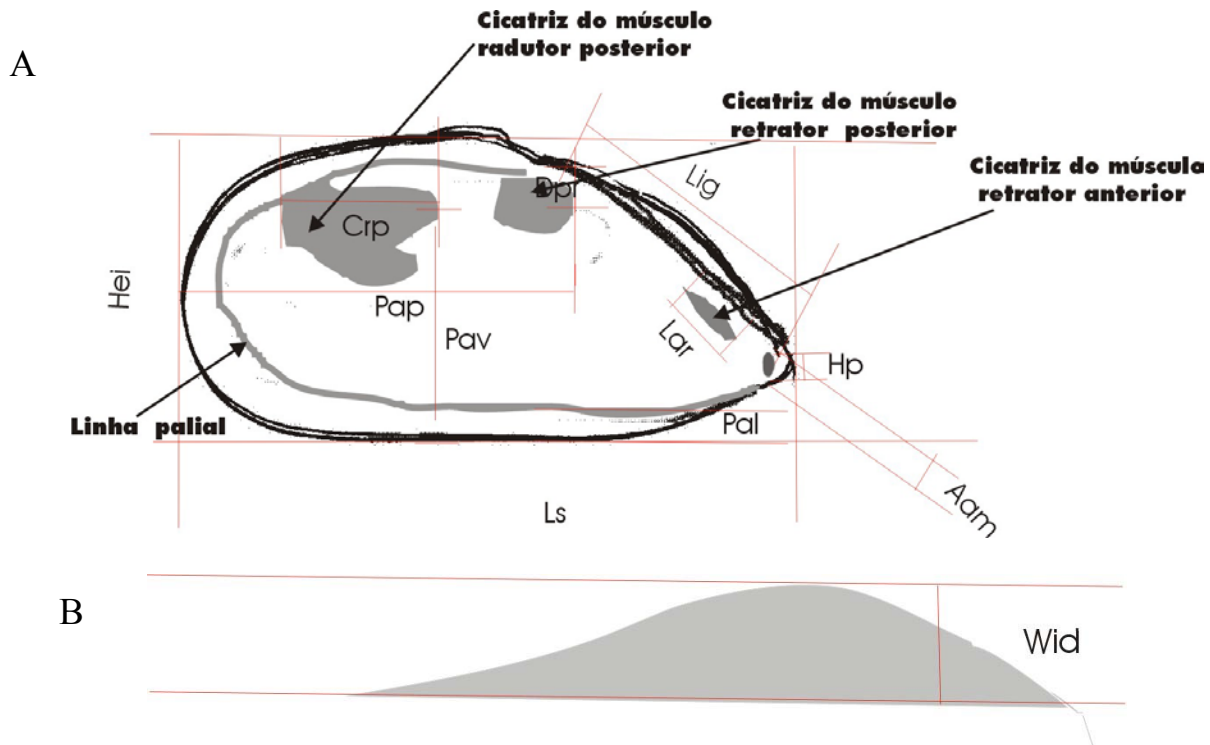 A
Cicatriz do músculo
radutor posterior
Cicatriz do músculo
retrator posterior
Cicatriz do múscula
retrator anterior
Lig
Dpr
Crp
Hei
Pap
Pav
Lar
Hp
Linha palial
Pal
Aam
Ls
B
Wid